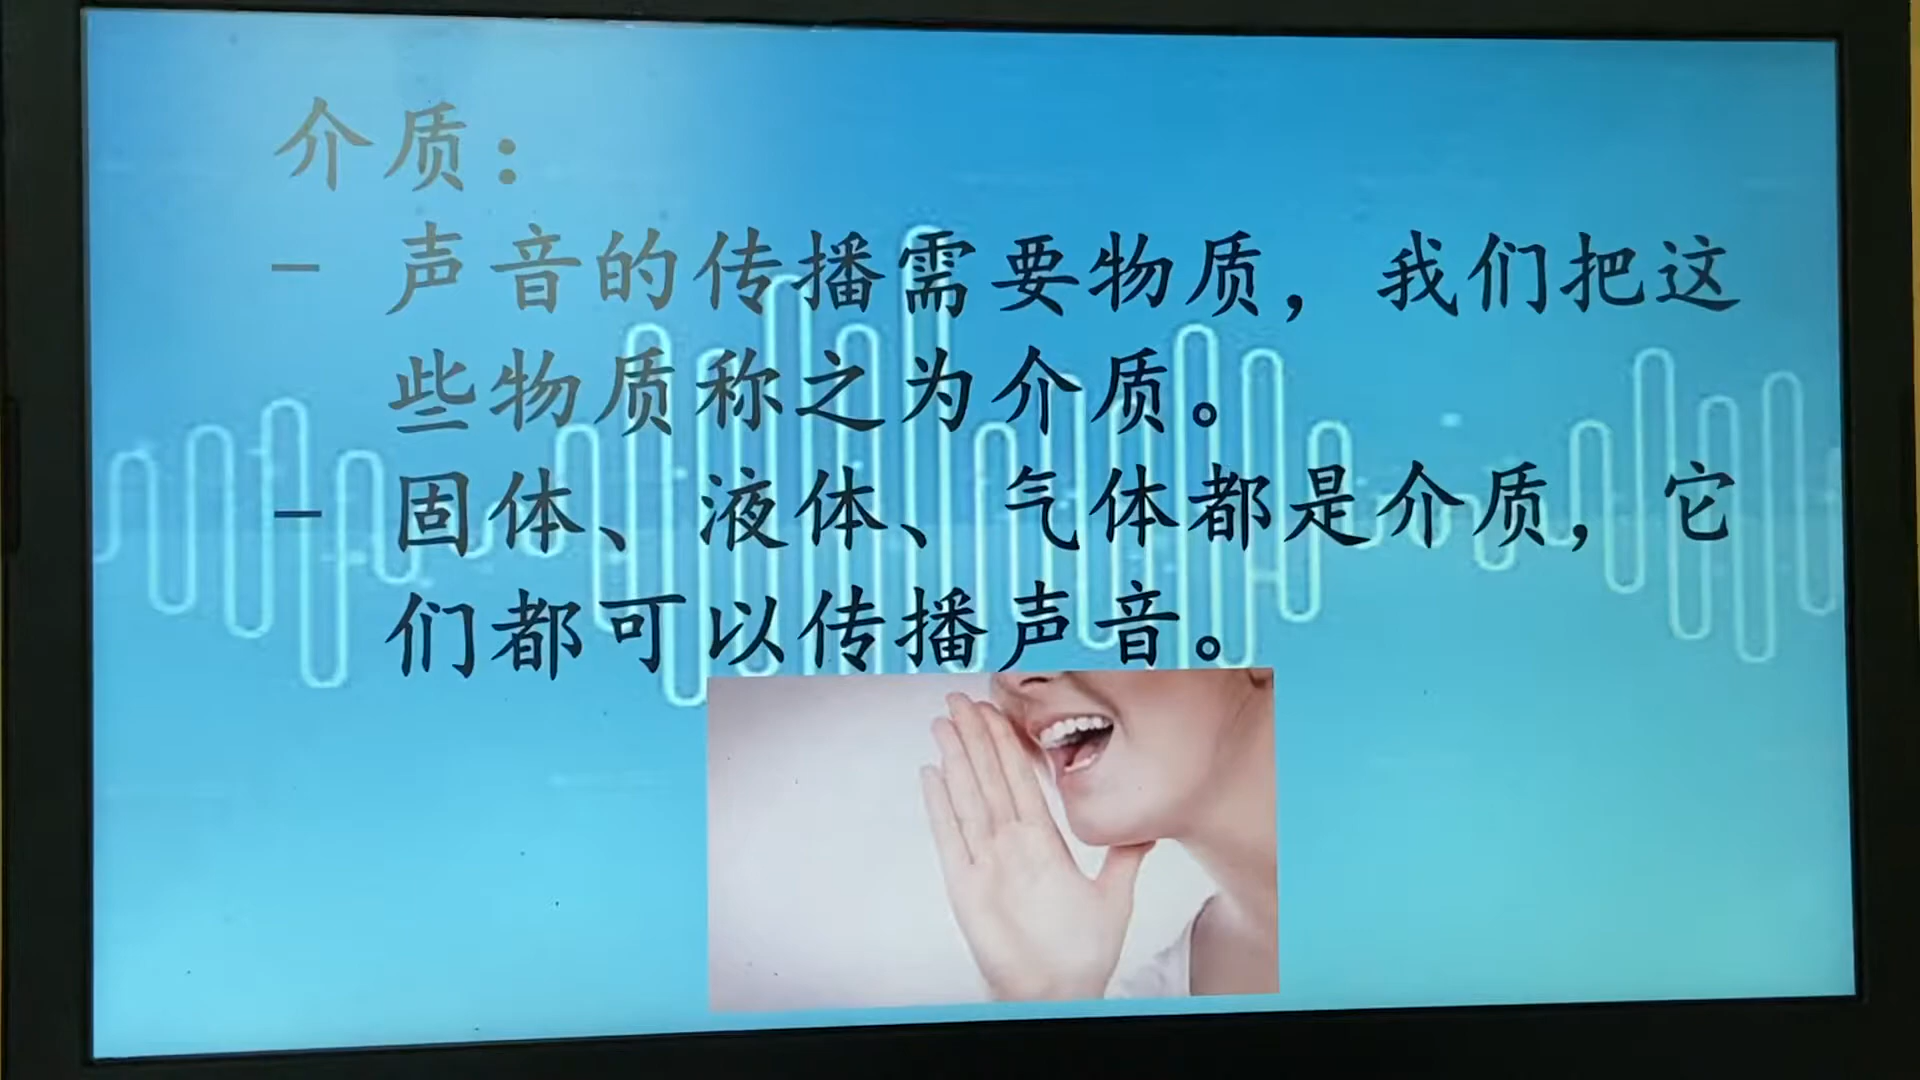 介质：
- 声音的传播需要物质，我们把这
些物质称之为介质。
- 固体、液体、气体都是介质，它
们都可以传播声音。